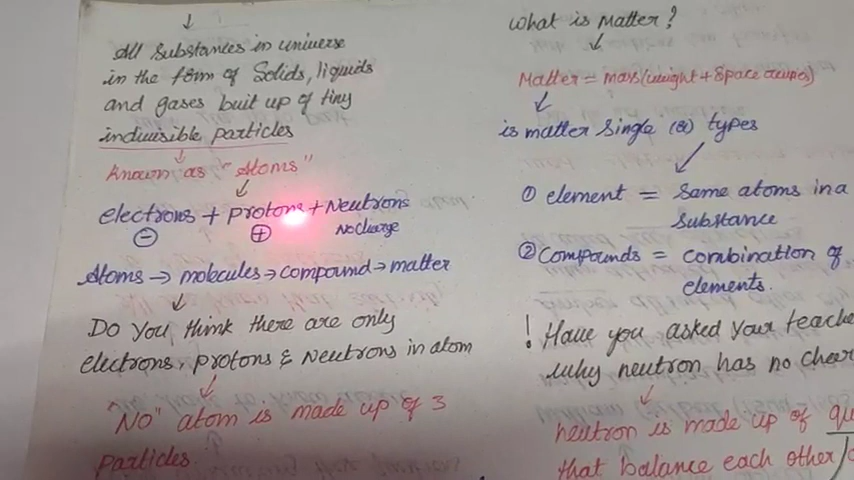 All Substances in universe
in the form of Solids, liquids
and gases buit up of tiny
induisible particles
known as "Atoms"
electrons + protons + Neutrons
- + No charge
Atoms → molecules → compound → matter
Do you think there are only
electrons, protons & Neutrons in atom
"NO" atom is made up of 3
particles
what is Matter?
Matter = mass (weight + space occupies)
is matter Single (or) types
① element = Same atoms in a
Substance
② Compounds = combination of
elements.
! Have you asked your teache
why neutron has no
neutron is made up of
that balance each other